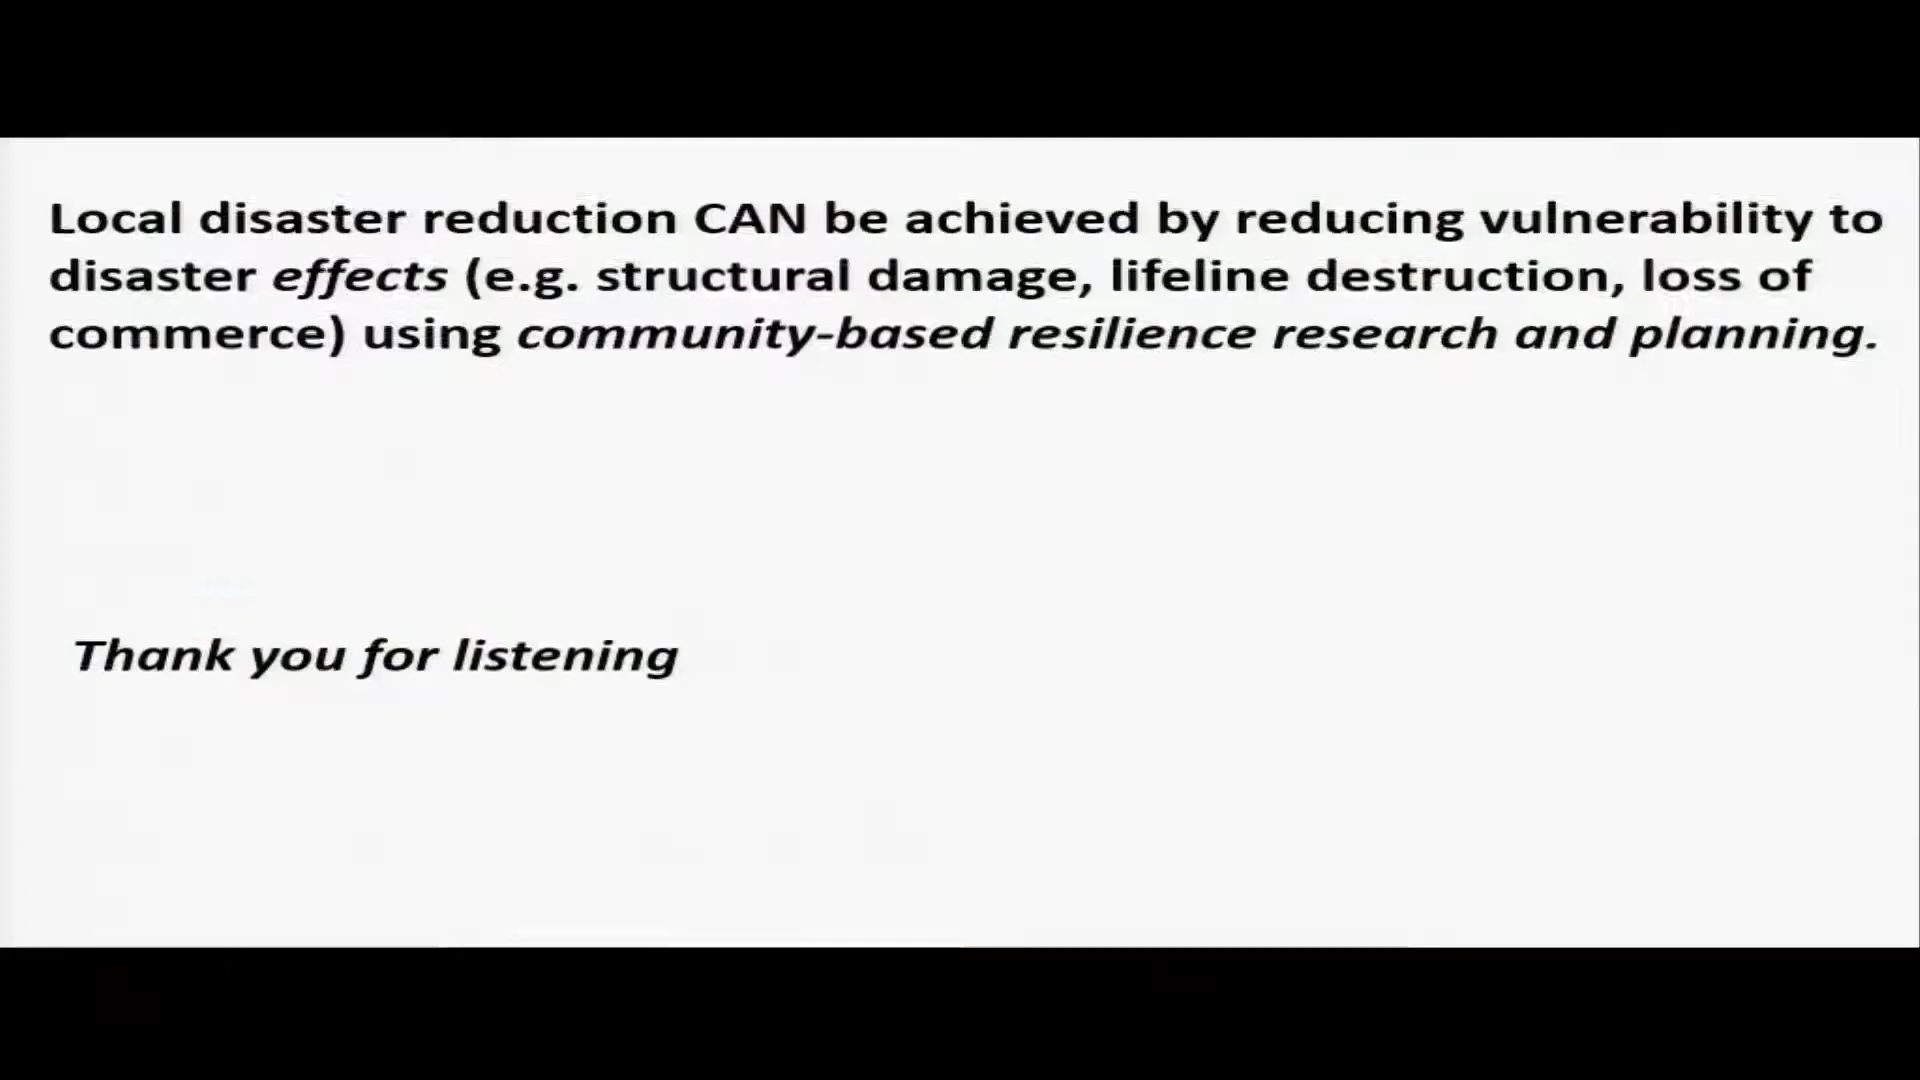 Local disaster reduction CAN be achieved by reducing vulnerability to
disaster effects (e.g. structural damage, lifeline destruction, loss of
commerce) using community-based resilience research and planning.
Thank you for listening